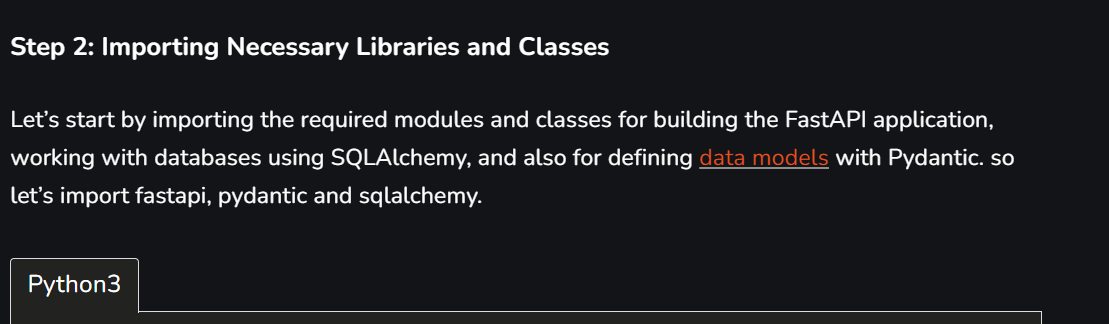 Step 2: Importing Necessary Libraries and Classes
Let’s start by importing the required modules and classes for building the FastAPI application,
working with databases using SQLAlchemy, and also for defining data models with Pydantic. so
let’s import fastapi, pydantic and sqlalchemy.
Python3